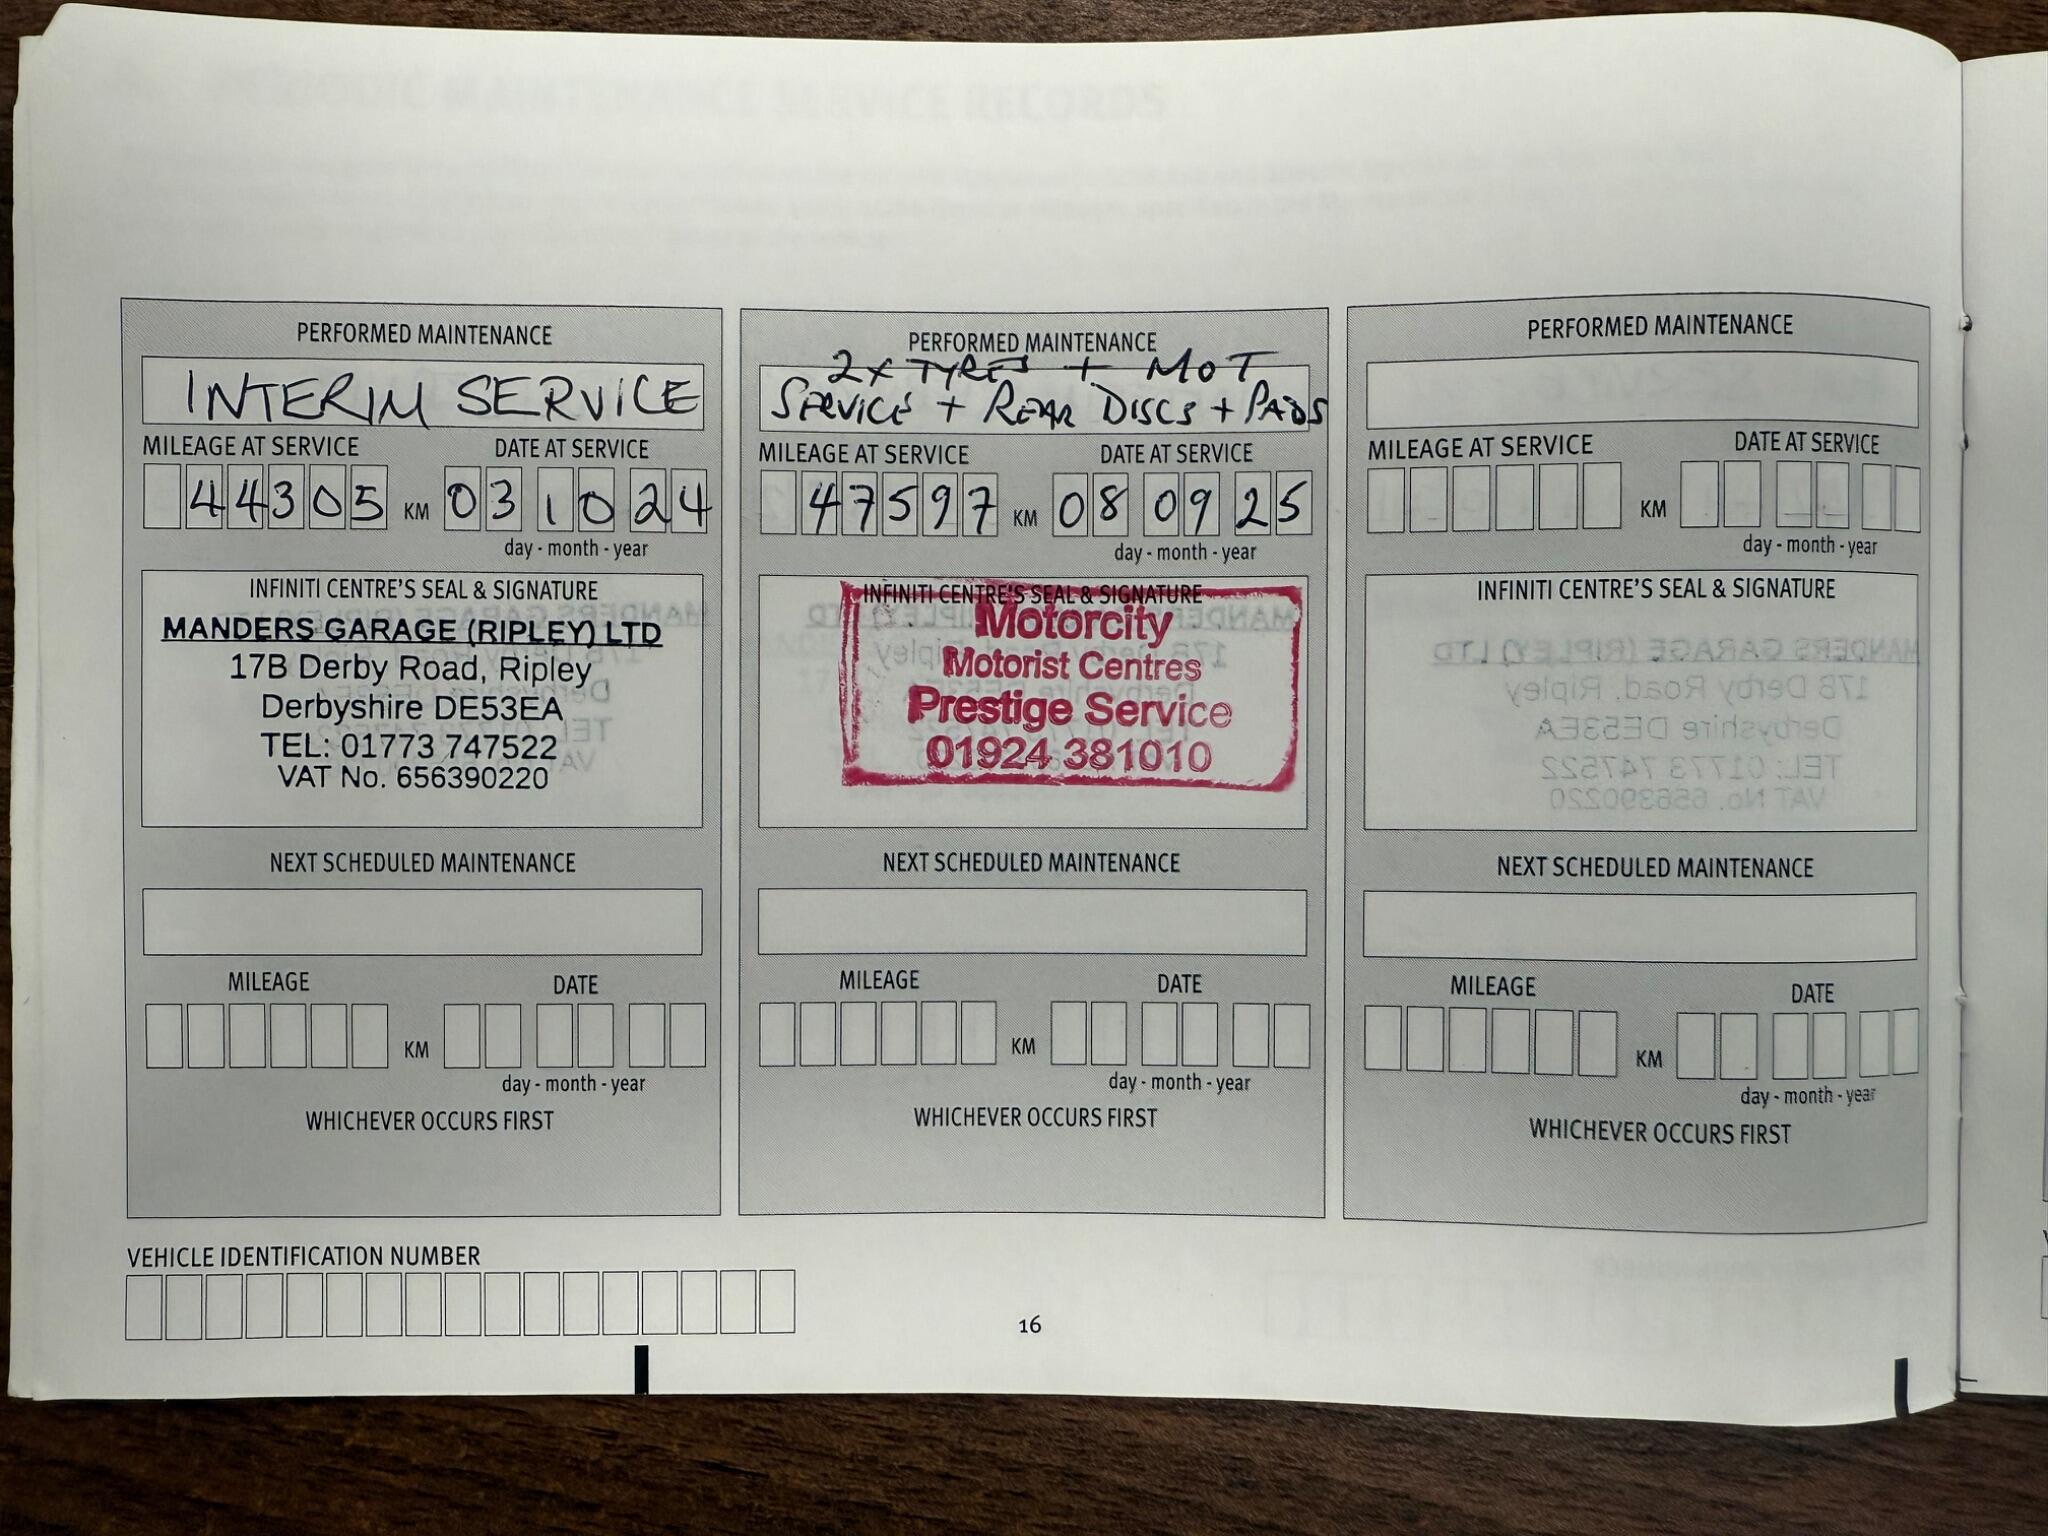 PERFORMED MAINTENANCE
INTERIM SERVICE
MILEAGE AT SERVICE DATE AT SERVICE
44305 KM 03 10 24
day - month - year
INFINITI CENTRE'S SEAL & SIGNATURE
MANDERS GARAGE (RIPLEY) LTD
17B Derby Road, Ripley
Derbyshire DE53EA
TEL: 01773 747522
VAT No. 656390220
NEXT SCHEDULED MAINTENANCE
MILEAGE DATE
KM
day - month - year
WHICHEVER OCCURS FIRST
PERFORMED MAINTENANCE
2x TYRES + MOT
SERVICE + REAR DISCS + PADS
MILEAGE AT SERVICE DATE AT SERVICE
47597 KM 08 09 25
day - month - year
INFINITI CENTRE'S SEAL & SIGNATURE
Motorcity
Motorist Centres
Prestige Service
01924 381010
NEXT SCHEDULED MAINTENANCE
MILEAGE DATE
KM
day - month - year
WHICHEVER OCCURS FIRST
PERFORMED MAINTENANCE
MILEAGE AT SERVICE DATE AT SERVICE
KM
day - month - year
INFINITI CENTRE'S SEAL & SIGNATURE
NEXT SCHEDULED MAINTENANCE
MILEAGE DATE
KM
day - month - year
WHICHEVER OCCURS FIRST
VEHICLE IDENTIFICATION NUMBER
16